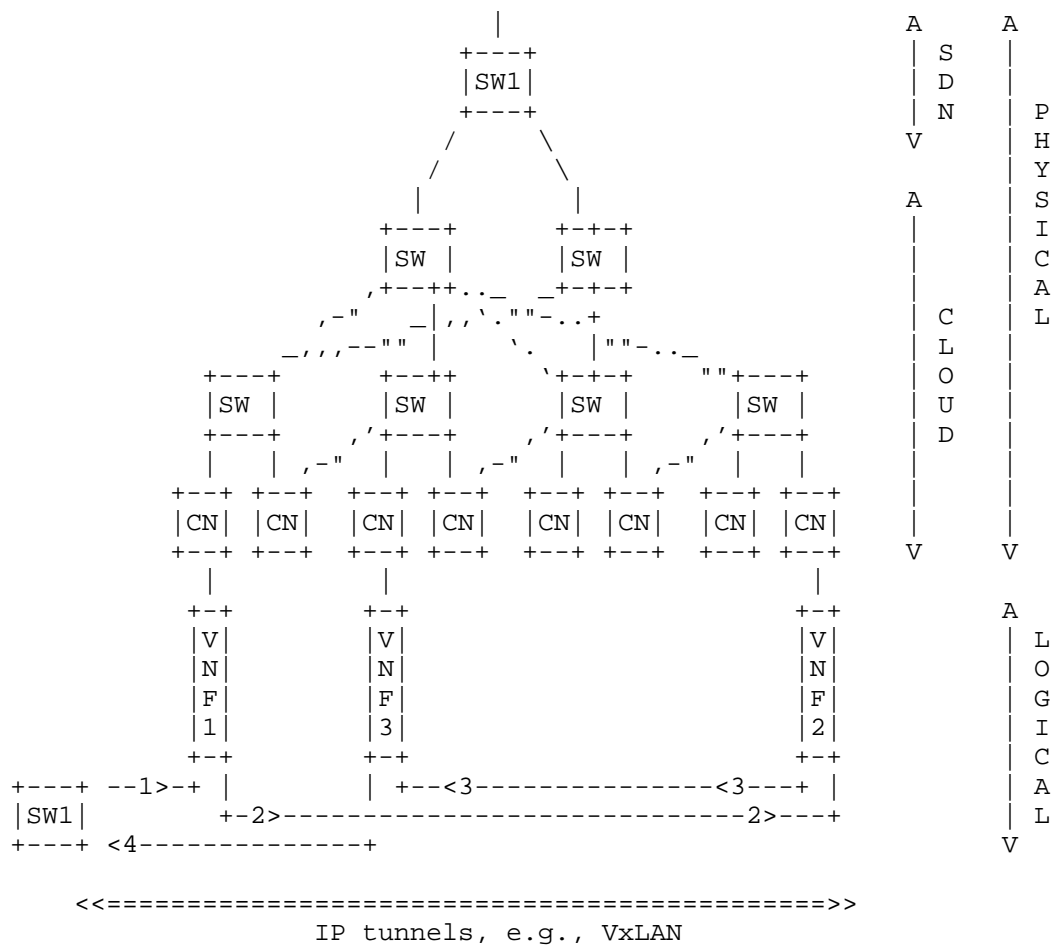 SDN
PHYSICAL
SW1
SW SW
CLOUD
SW SW SW SW
CN CN CN CN CN CN CN CN
VNF1 VNF3 VNF2
LOGICAL
1> <3 <3
SW1 2> 2>
<4
IP tunnels, e.g., VxLAN